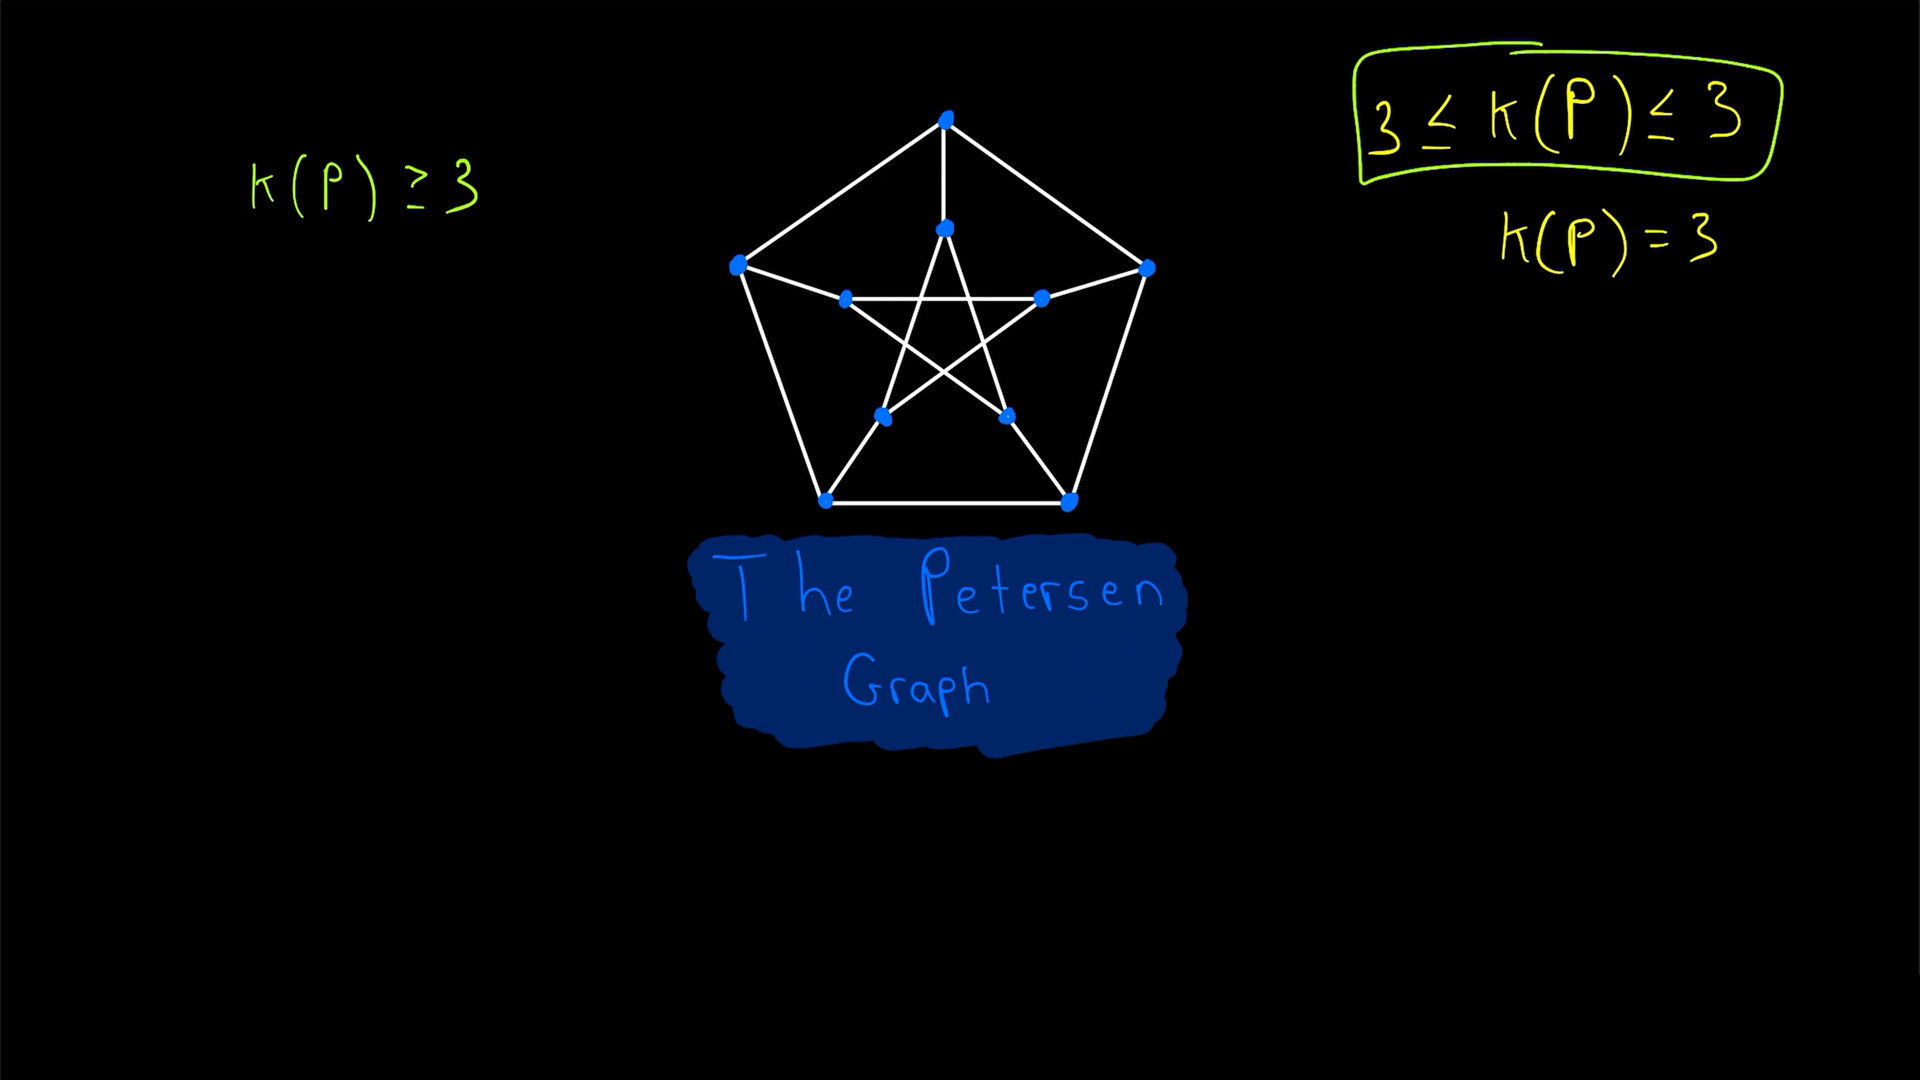 k(P) ≥ 3
3 ≤ k(P) ≤ 3
k(P) = 3
The Petersen
Graph